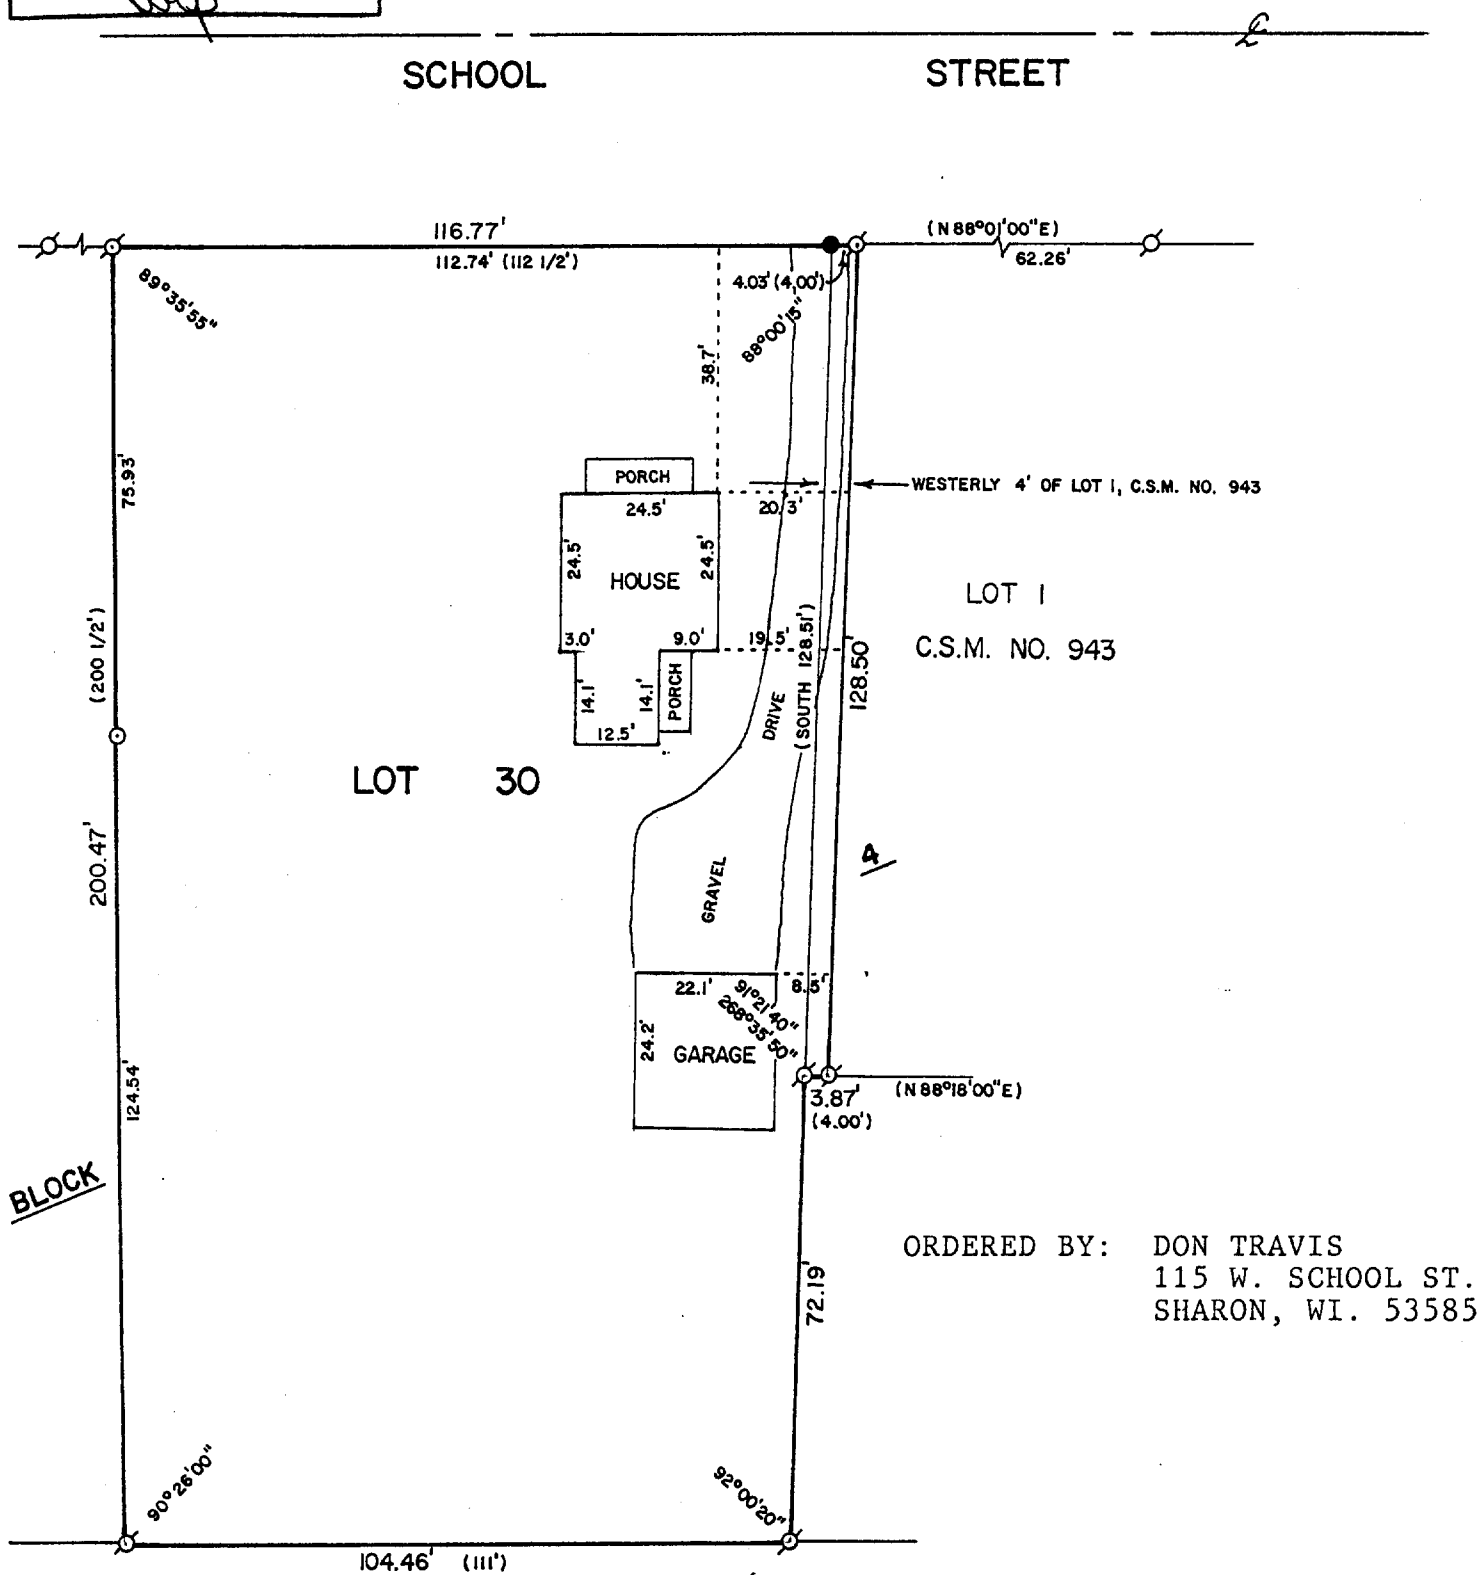 SCHOOL STREET
116.77'
(N 88°01'00"E)
112.74' (112 1/2')
62.26'
4.03' (4.00')
89°35'55"
88°00'15"
38.7'
75.93'
PORCH
WESTERLY 4' OF LOT 1, C.S.M. NO. 943
24.5'
20.3'
24.5'
24.5'
HOUSE
LOT 1
C.S.M. NO. 943
3.0'
9.0'
19.5'
(SOUTH 128.51')
128.50'
(200 1/2')
14.1'
14.1'
PORCH
DRIVE
12.5'
LOT 30
200.47'
4
GRAVEL
22.1'
8.5'
91°21'40"
268°35'50"
24.2'
GARAGE
3.87'
(4.00')
(N 88°18'00"E)
124.54'
BLOCK
ORDERED BY: DON TRAVIS
115 W. SCHOOL ST.
SHARON, WI. 53585
72.19'
90°26'00"
92°00'20"
104.46' (111')